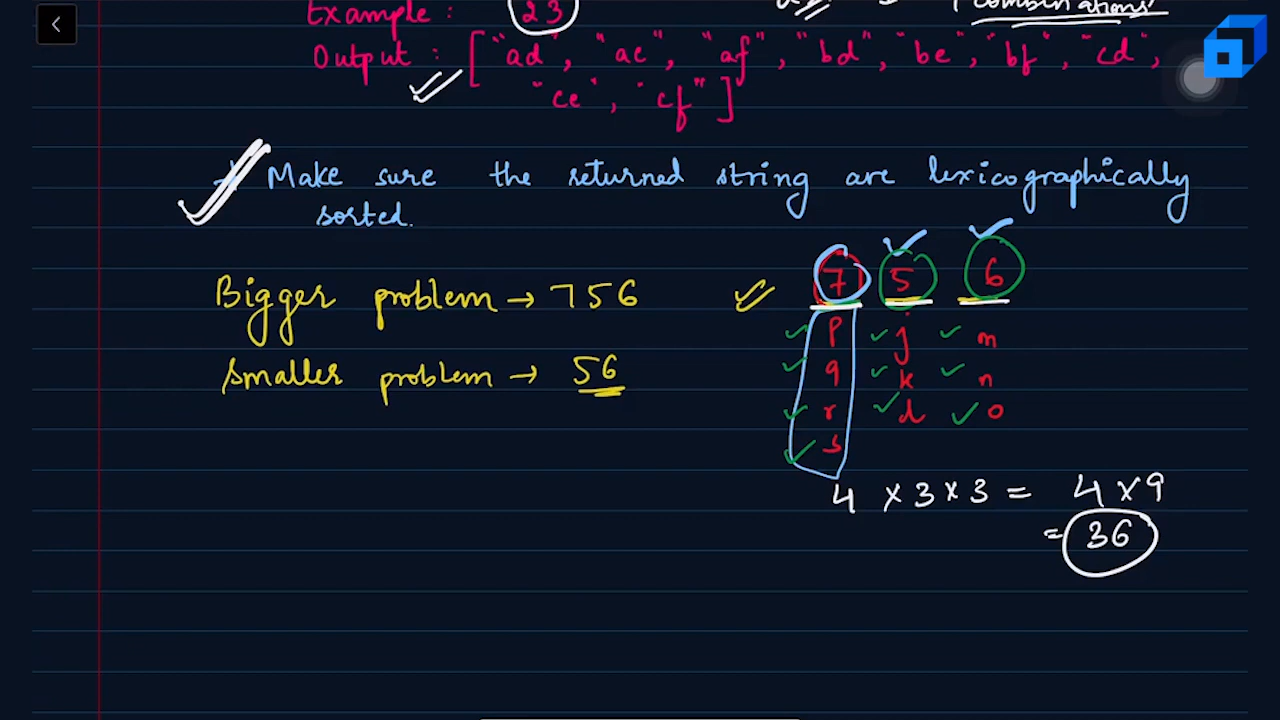 Example : 23
combinations
Output : ["ad", "ae", "af", "bd", "be", "bf", "cd",
"ce", "cf"]
* Make sure the returned string are lexicographically
sorted.
7 5 6
Bigger problem → 756
p j m
smaller problem → 56
q k n
r l o
s
4 × 3 × 3 = 4 × 9
= 36